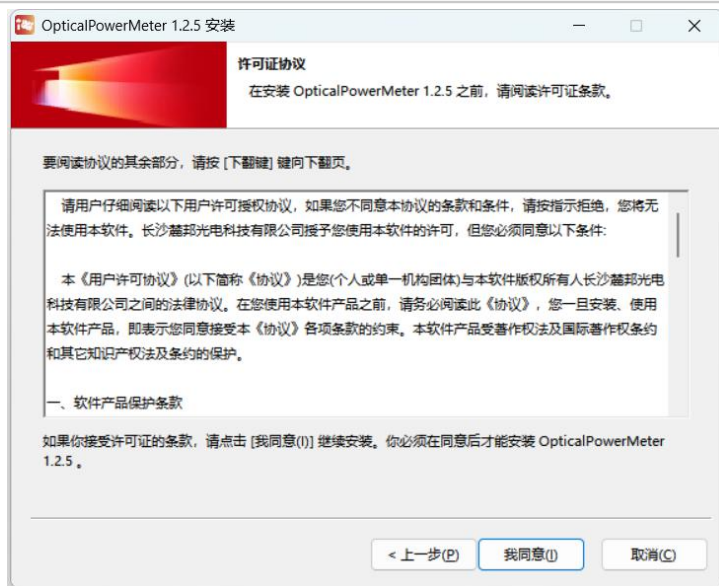 OpticalPowerMeter 1.2.5 安装
许可证协议
在安装 OpticalPowerMeter 1.2.5 之前，请阅读许可证条款。
要阅读协议的其余部分，请按 [下翻键] 键向下翻页。
请用户仔细阅读以下用户许可授权协议，如果您不同意本协议的条款和条件，请按指示拒绝，您将无
法使用本软件。长沙麓邦光电科技有限公司授予您使用本软件的许可，但您必须同意以下条件:
本《用户许可协议》(以下简称《协议》)是您(个人或单一机构团体)与本软件版权所有人长沙麓邦光电
科技有限公司之间的法律协议。在您使用本软件产品之前，请务必阅读此《协议》，您一旦安装、使用
本软件产品，即表示您同意接受本《协议》各项条款的约束。本软件产品受著作权法及国际著作权条约
和其它知识产权法及条约的保护。
一、软件产品保护条款
如果你接受许可证的条款，请点击 [我同意(I)] 继续安装。你必须在同意后才能安装 OpticalPowerMeter
1.2.5 。
< 上一步(P)
我同意(I)
取消(C)